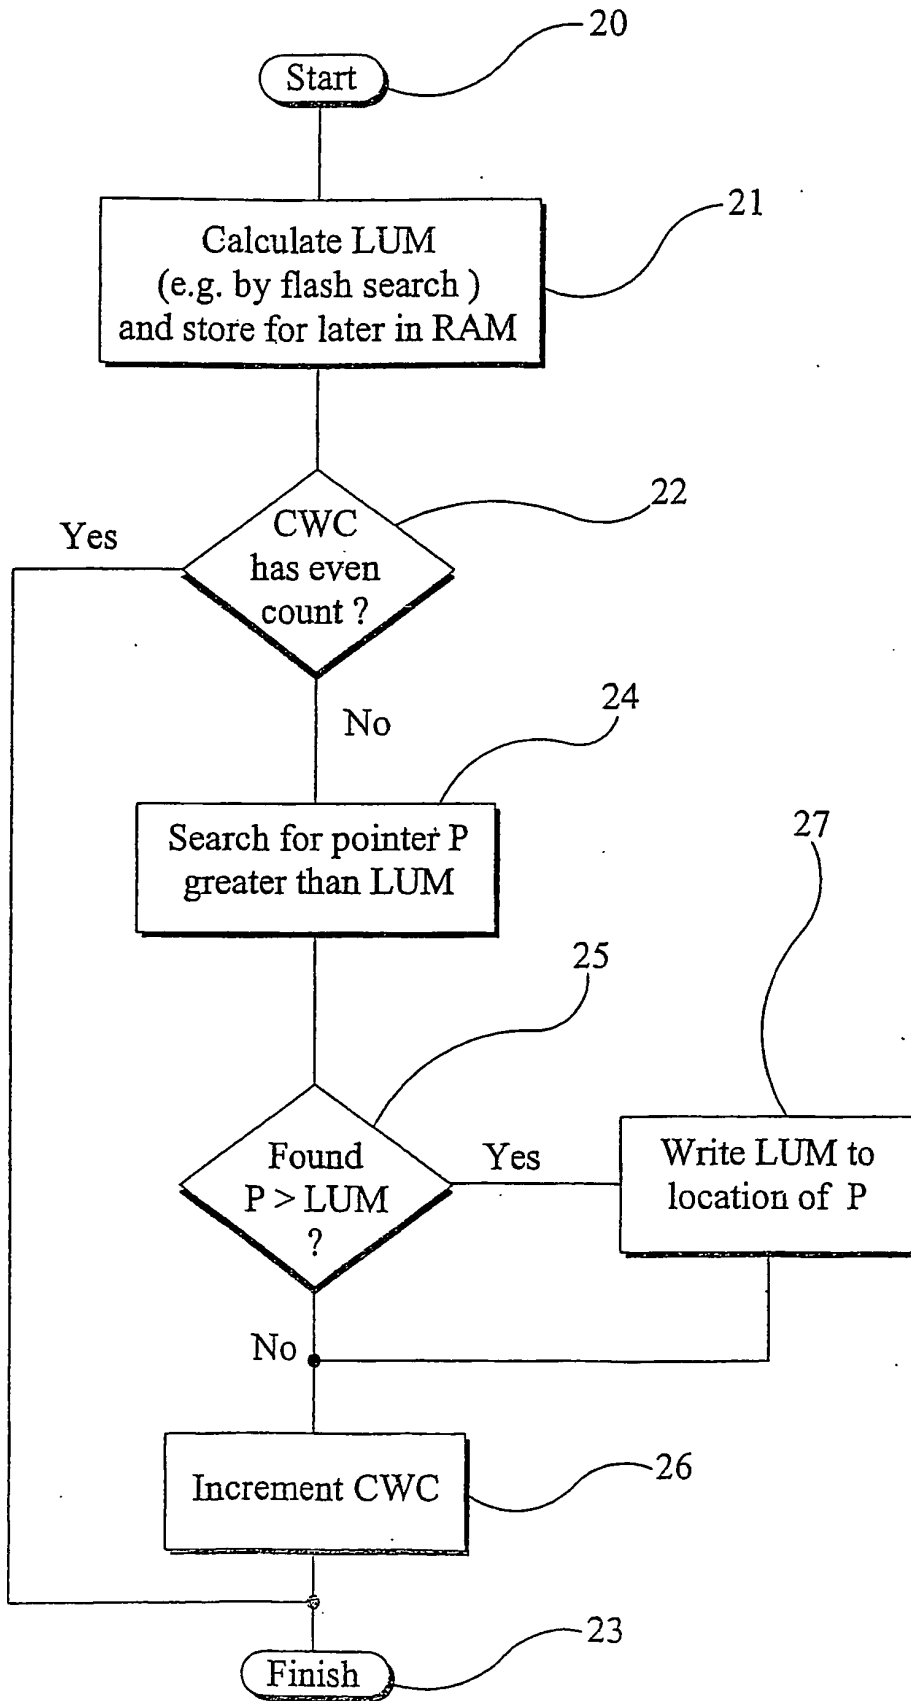 20
Start
21
Calculate LUM
(e.g. by flash search )
and store for later in RAM
22
Yes
CWC
has even
count ?
24
No
27
Search for pointer P
greater than LUM
25
Found
P > LUM
?
Yes
Write LUM to
location of P
No
Increment CWC
26
23
Finish